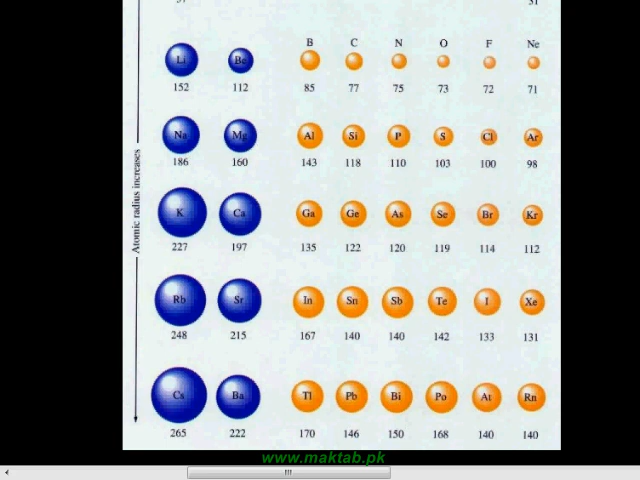 37 31
B C N O F Ne
Li Be
152 112 85 77 75 73 72 71
Na Mg Al Si P S Cl Ar
186 160 143 118 110 103 100 98
Atomic radius increases
K Ca Ga Ge As Se Br Kr
227 197 135 122 120 119 114 112
Rb Sr In Sn Sb Te I Xe
248 215 167 140 140 142 133 131
Cs Ba Tl Pb Bi Po At Rn
265 222 170 146 150 168 140 140
www.maktab.pk